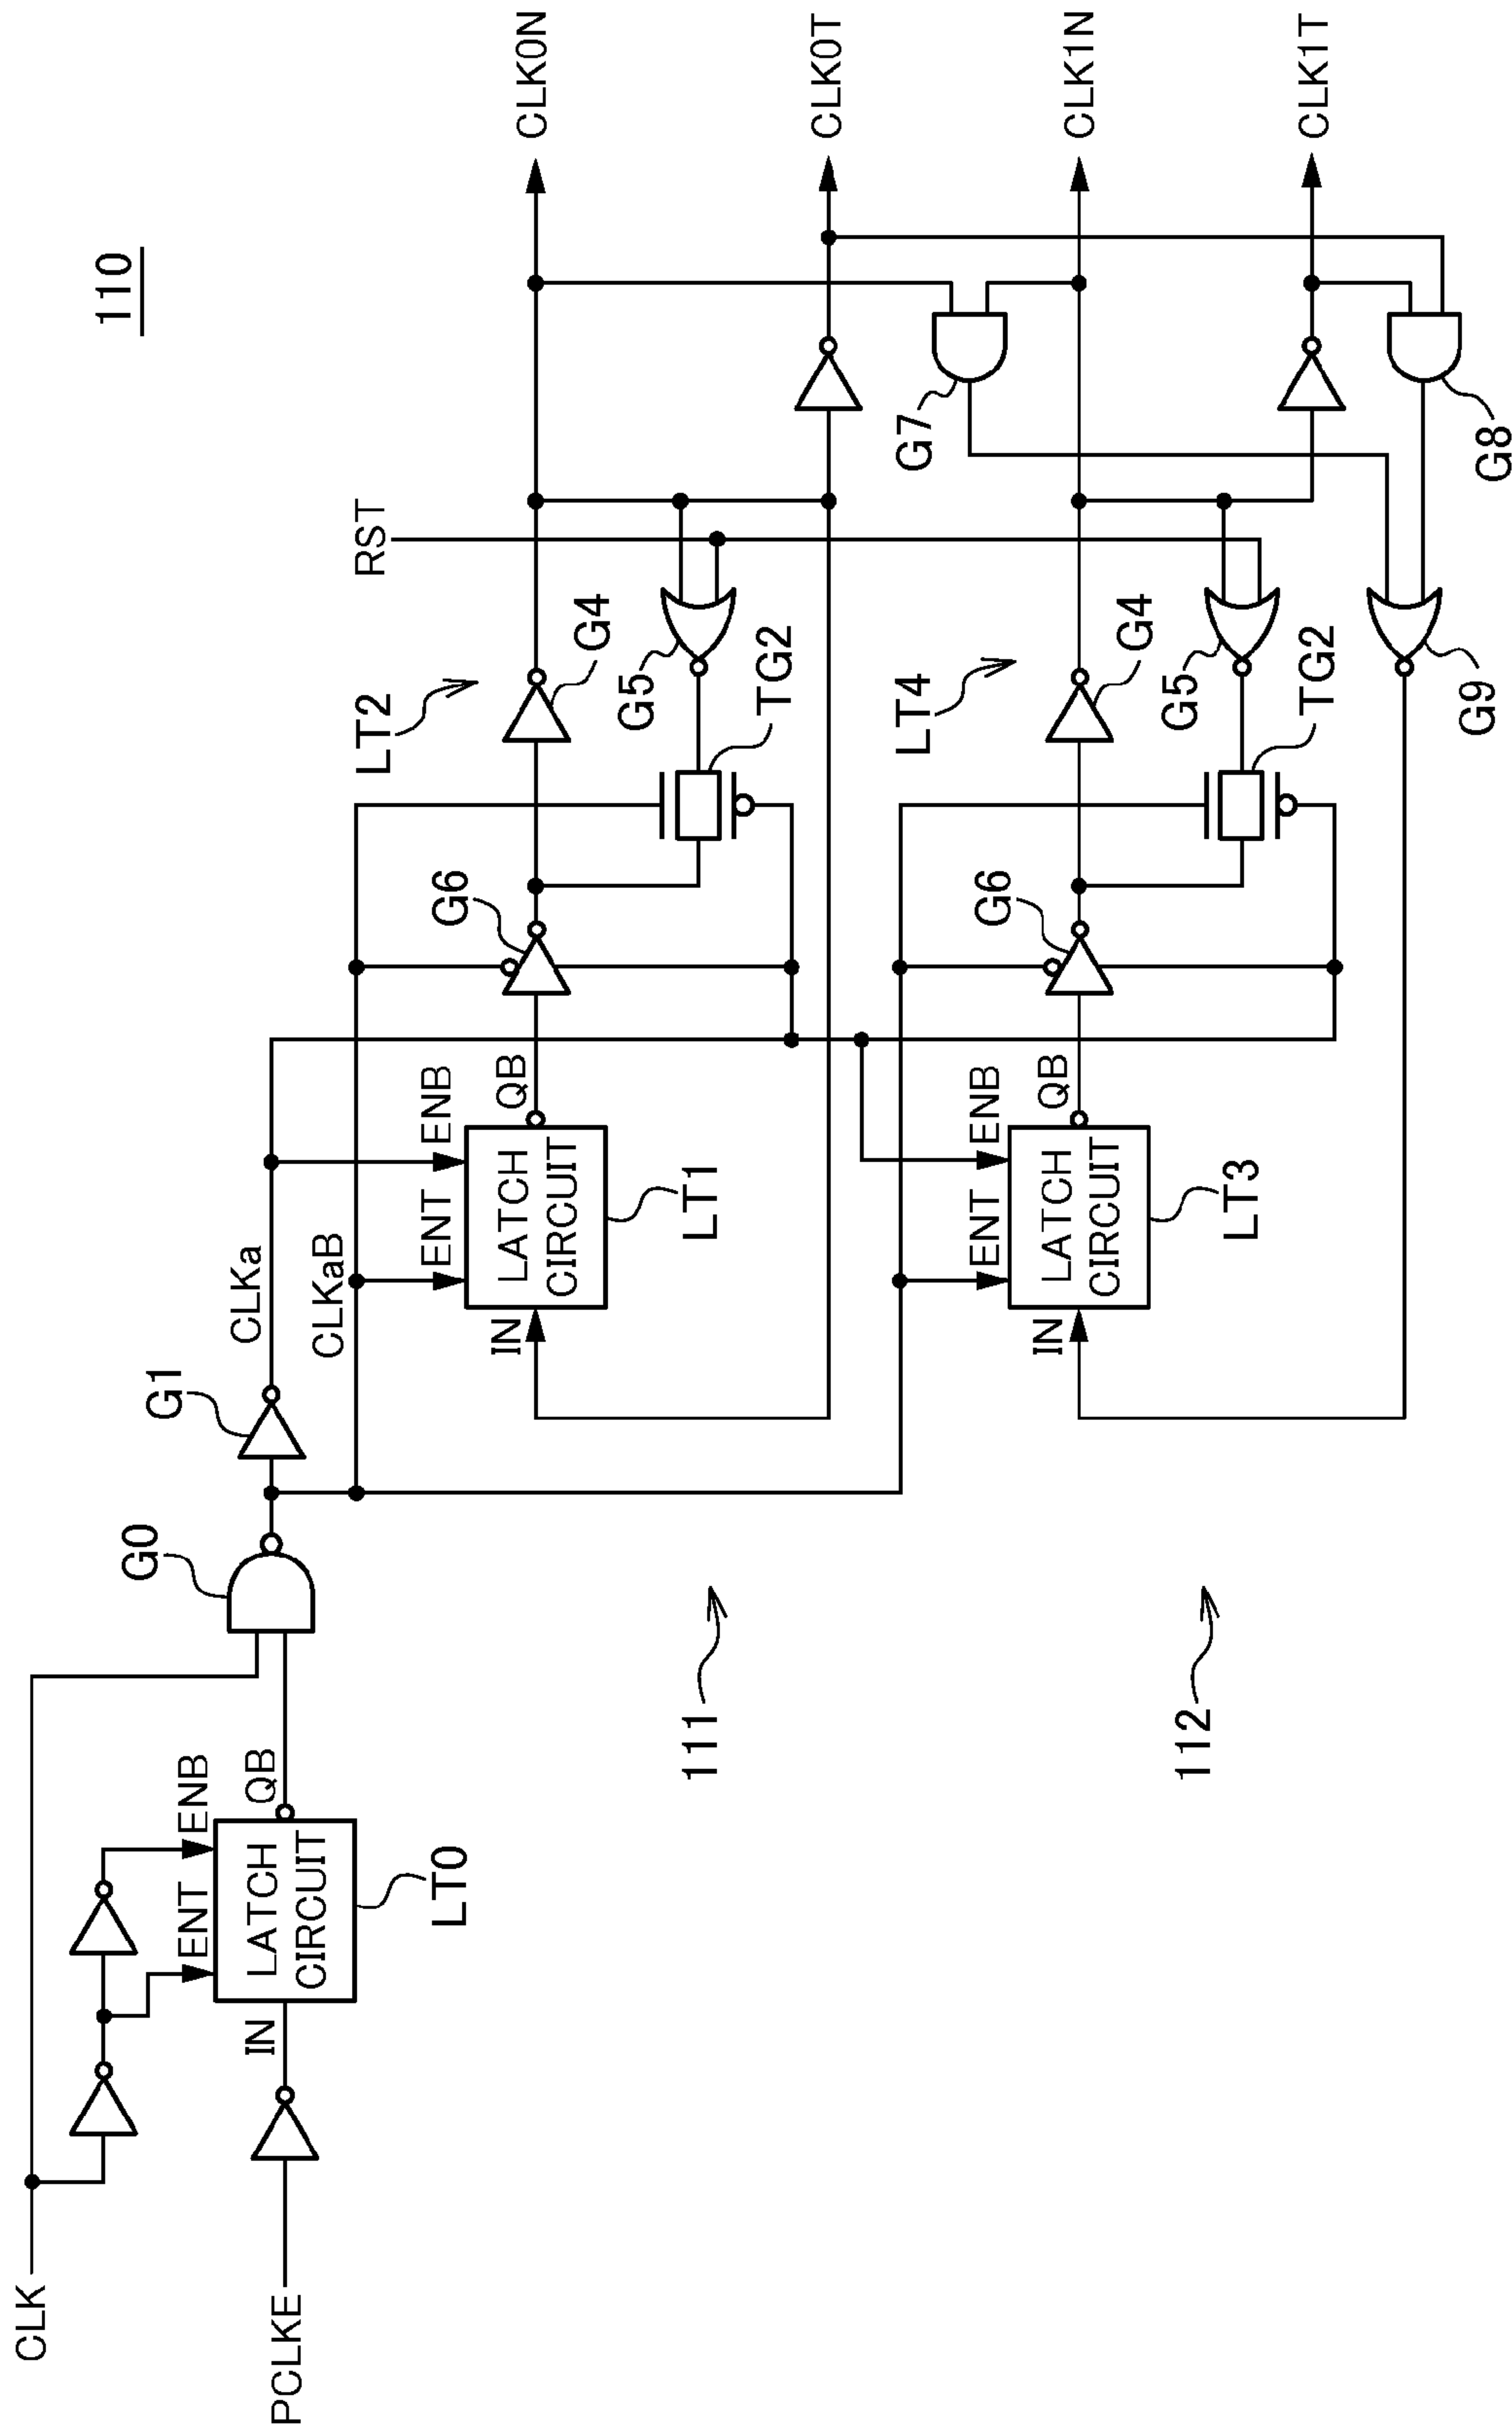 110
CLK
PCLKE
IN
ENT
ENB
LATCH
CIRCUIT
QB
LT0
G0
G1
CLKa
CLKaB
RST
IN
ENT
ENB
LATCH
CIRCUIT
QB
LT1
G6
LT2
G4
G5
TG2
CLK0N
CLK0T
111
IN
ENT
ENB
LATCH
CIRCUIT
QB
LT3
G6
LT4
G4
G5
TG2
G7
G8
G9
CLK1N
CLK1T
112